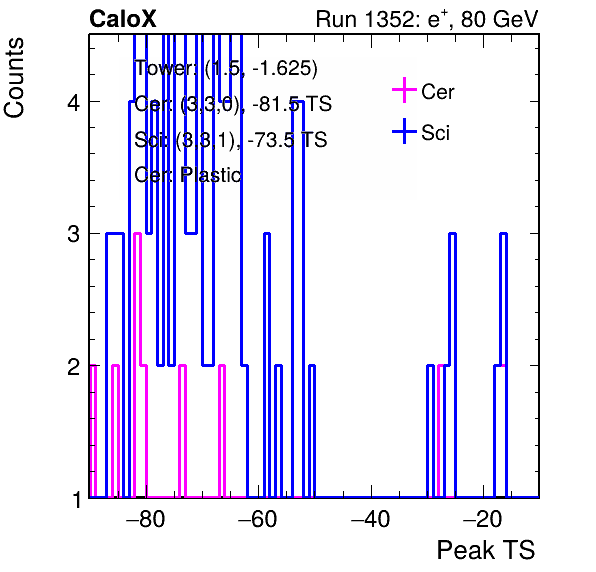 CaloX Run 1352: e⁺, 80 GeV
Counts
Tower: (1.5, -1.625)
Cer: (3,3,0), -81.5 TS
Sci: (3,3,1), -73.5 TS
Cer: Plastic
Cer
Sci
4
3
2
1
−80 −60 −40 −20
Peak TS